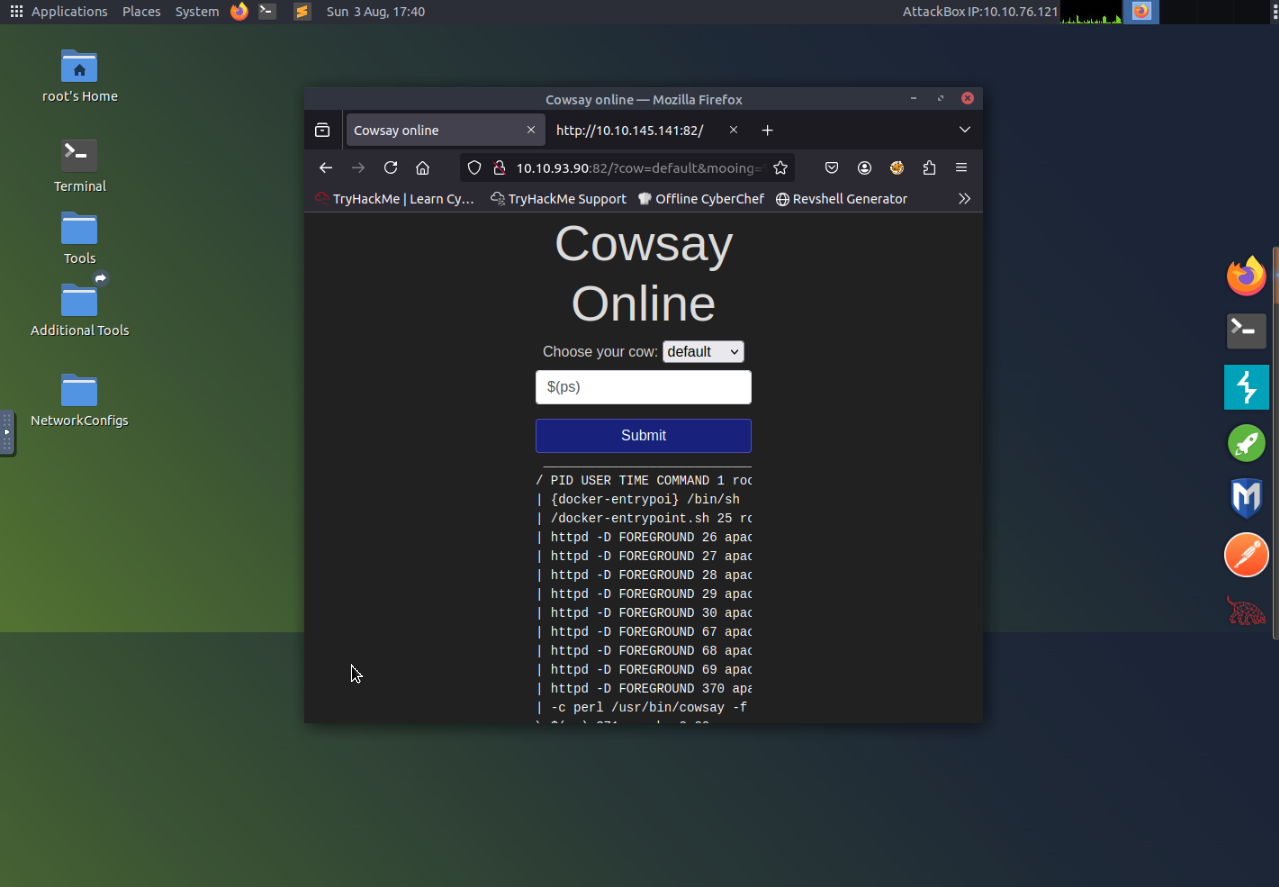 Applications Places System Sun 3 Aug, 17:40 AttackBox IP:10.10.76.121
root's Home
Terminal
Tools
Additional Tools
NetworkConfigs
Cowsay online — Mozilla Firefox
Cowsay online http://10.10.145.141:82/
10.10.93.90:82/?cow=default&mooing=
TryHackMe | Learn Cy… TryHackMe Support Offline CyberChef Revshell Generator
Cowsay
Online
Choose your cow: default
$(ps)
Submit
/ PID USER TIME COMMAND 1 roo
| {docker-entrypoi} /bin/sh
| /docker-entrypoint.sh 25 ro
| httpd -D FOREGROUND 26 apac
| httpd -D FOREGROUND 27 apac
| httpd -D FOREGROUND 28 apac
| httpd -D FOREGROUND 29 apac
| httpd -D FOREGROUND 30 apac
| httpd -D FOREGROUND 67 apac
| httpd -D FOREGROUND 68 apac
| httpd -D FOREGROUND 69 apac
| httpd -D FOREGROUND 370 apa
| -c perl /usr/bin/cowsay -f